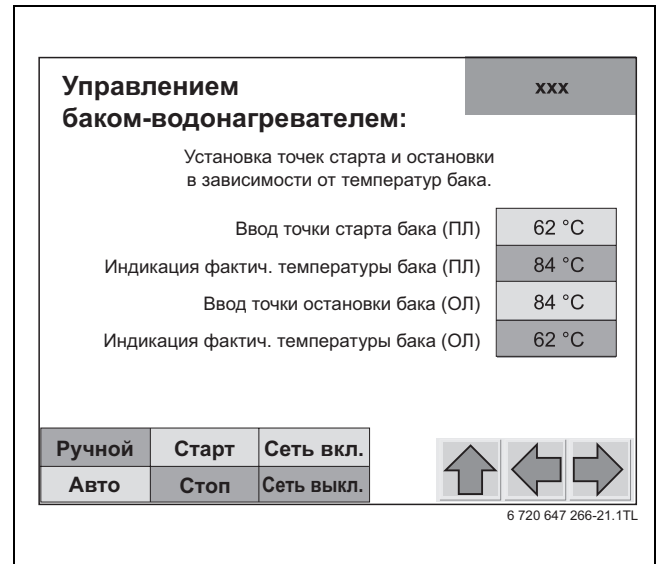 Управлением
баком-водонагревателем:
xxx
Установка точек старта и остановки
в зависимости от температур бака.
Ввод точки старта бака (ПЛ) 62 °C
Индикация фактич. температуры бака (ПЛ) 84 °C
Ввод точки остановки бака (ОЛ) 84 °C
Индикация фактич. температуры бака (ОЛ) 62 °C
Ручной Старт Сеть вкл.
Авто Стоп Сеть выкл.
6 720 647 266-21.1TL